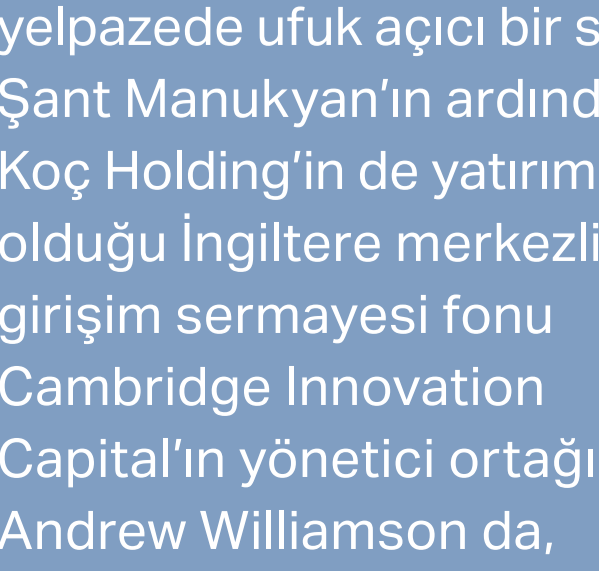 yelpazede ufuk açıcı bir s
Şant Manukyan’ın ardınd
Koç Holding’in de yatırım
olduğu İngiltere merkezli
girişim sermayesi fonu
Cambridge Innovation
Capital’ın yönetici ortağı
Andrew Williamson da,